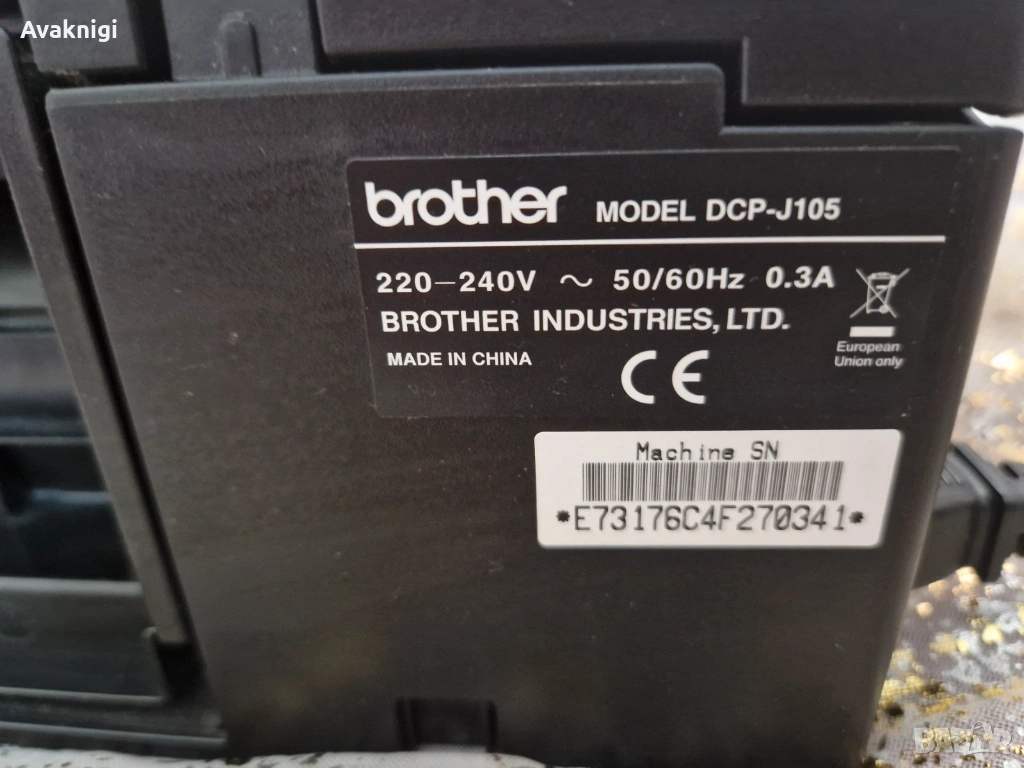 Avaknigi
brother MODEL DCP-J105
220–240V ~ 50/60Hz 0.3A
BROTHER INDUSTRIES, LTD.
European
Union only
MADE IN CHINA
CE
Machine SN
*E73176C4F270341*